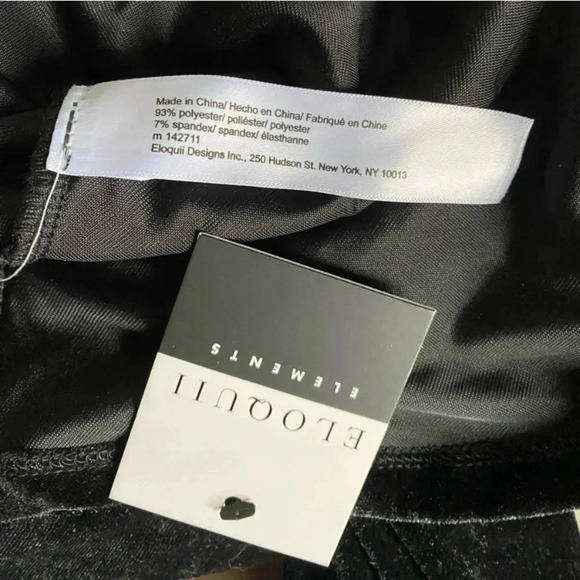 Made in China/ Hecho en China/ Fabriqué en Chine
93% polyester/ poliéster/ polyester
7% spandex/ spandex/ élasthanne
m 142711
Eloquii Designs Inc., 250 Hudson St. New York, NY 10013
ELOQUII
ELEMENTS